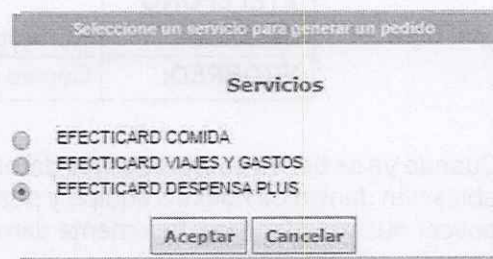 Seleccione un servicio para generar un pedido
Servicios
EFECTICARD COMIDA
EFECTICARD VIAJES Y GASTOS
EFECTICARD DESPENSA PLUS
Aceptar Cancelar